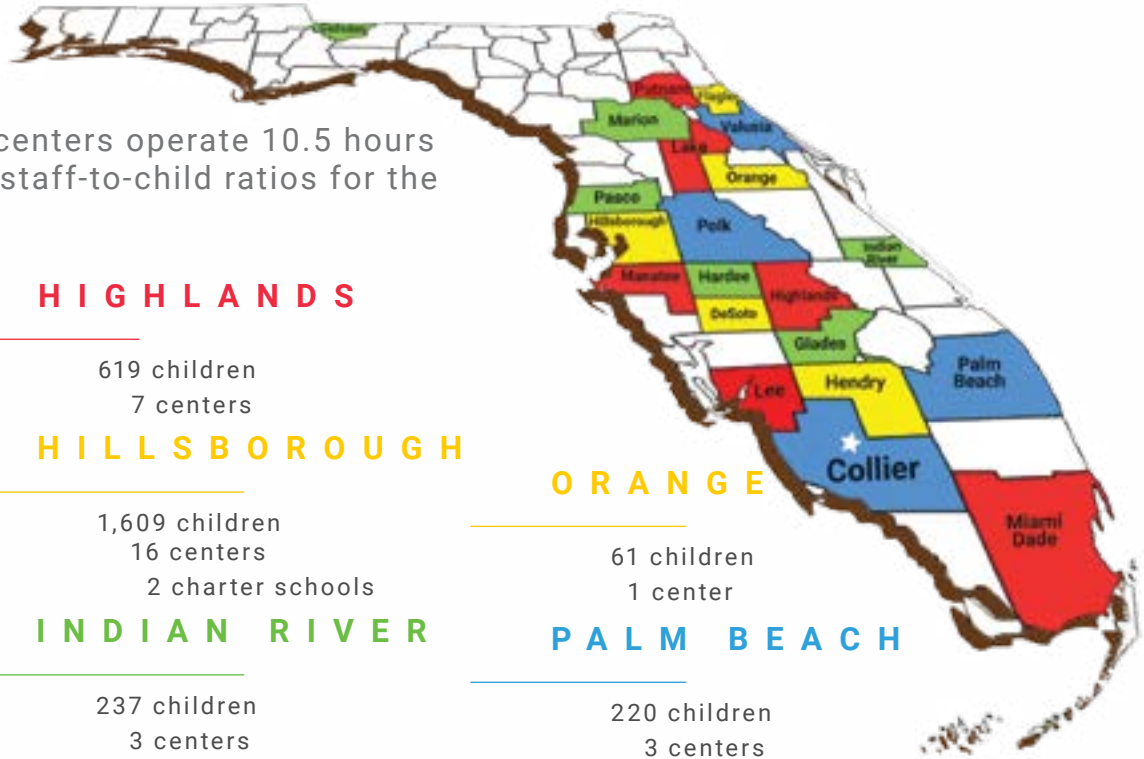 centers operate 10.5 hours
staff-to-child ratios for the
HIGHLANDS
619 children
7 centers
HILLSBOROUGH
1,609 children
16 centers
2 charter schools
INDIAN RIVER
237 children
3 centers
ORANGE
61 children
1 center
PALM BEACH
220 children
3 centers
Putnam
Flagler
Marion
Valusia
Lake
Orange
Pasco
Hillsborough
Polk
Indian
River
Manatee
Hardee
Highlands
DeSoto
Glades
Palm
Beach
Lee
Hendry
Collier
Miami
Dade